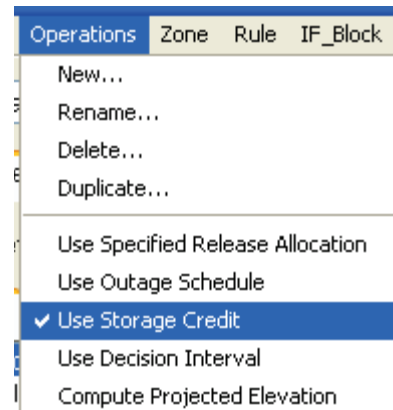 Operations Zone Rule IF_Block
New...
Rename...
Delete...
Duplicate...
Use Specified Release Allocation
Use Outage Schedule
✓ Use Storage Credit
Use Decision Interval
Compute Projected Elevation